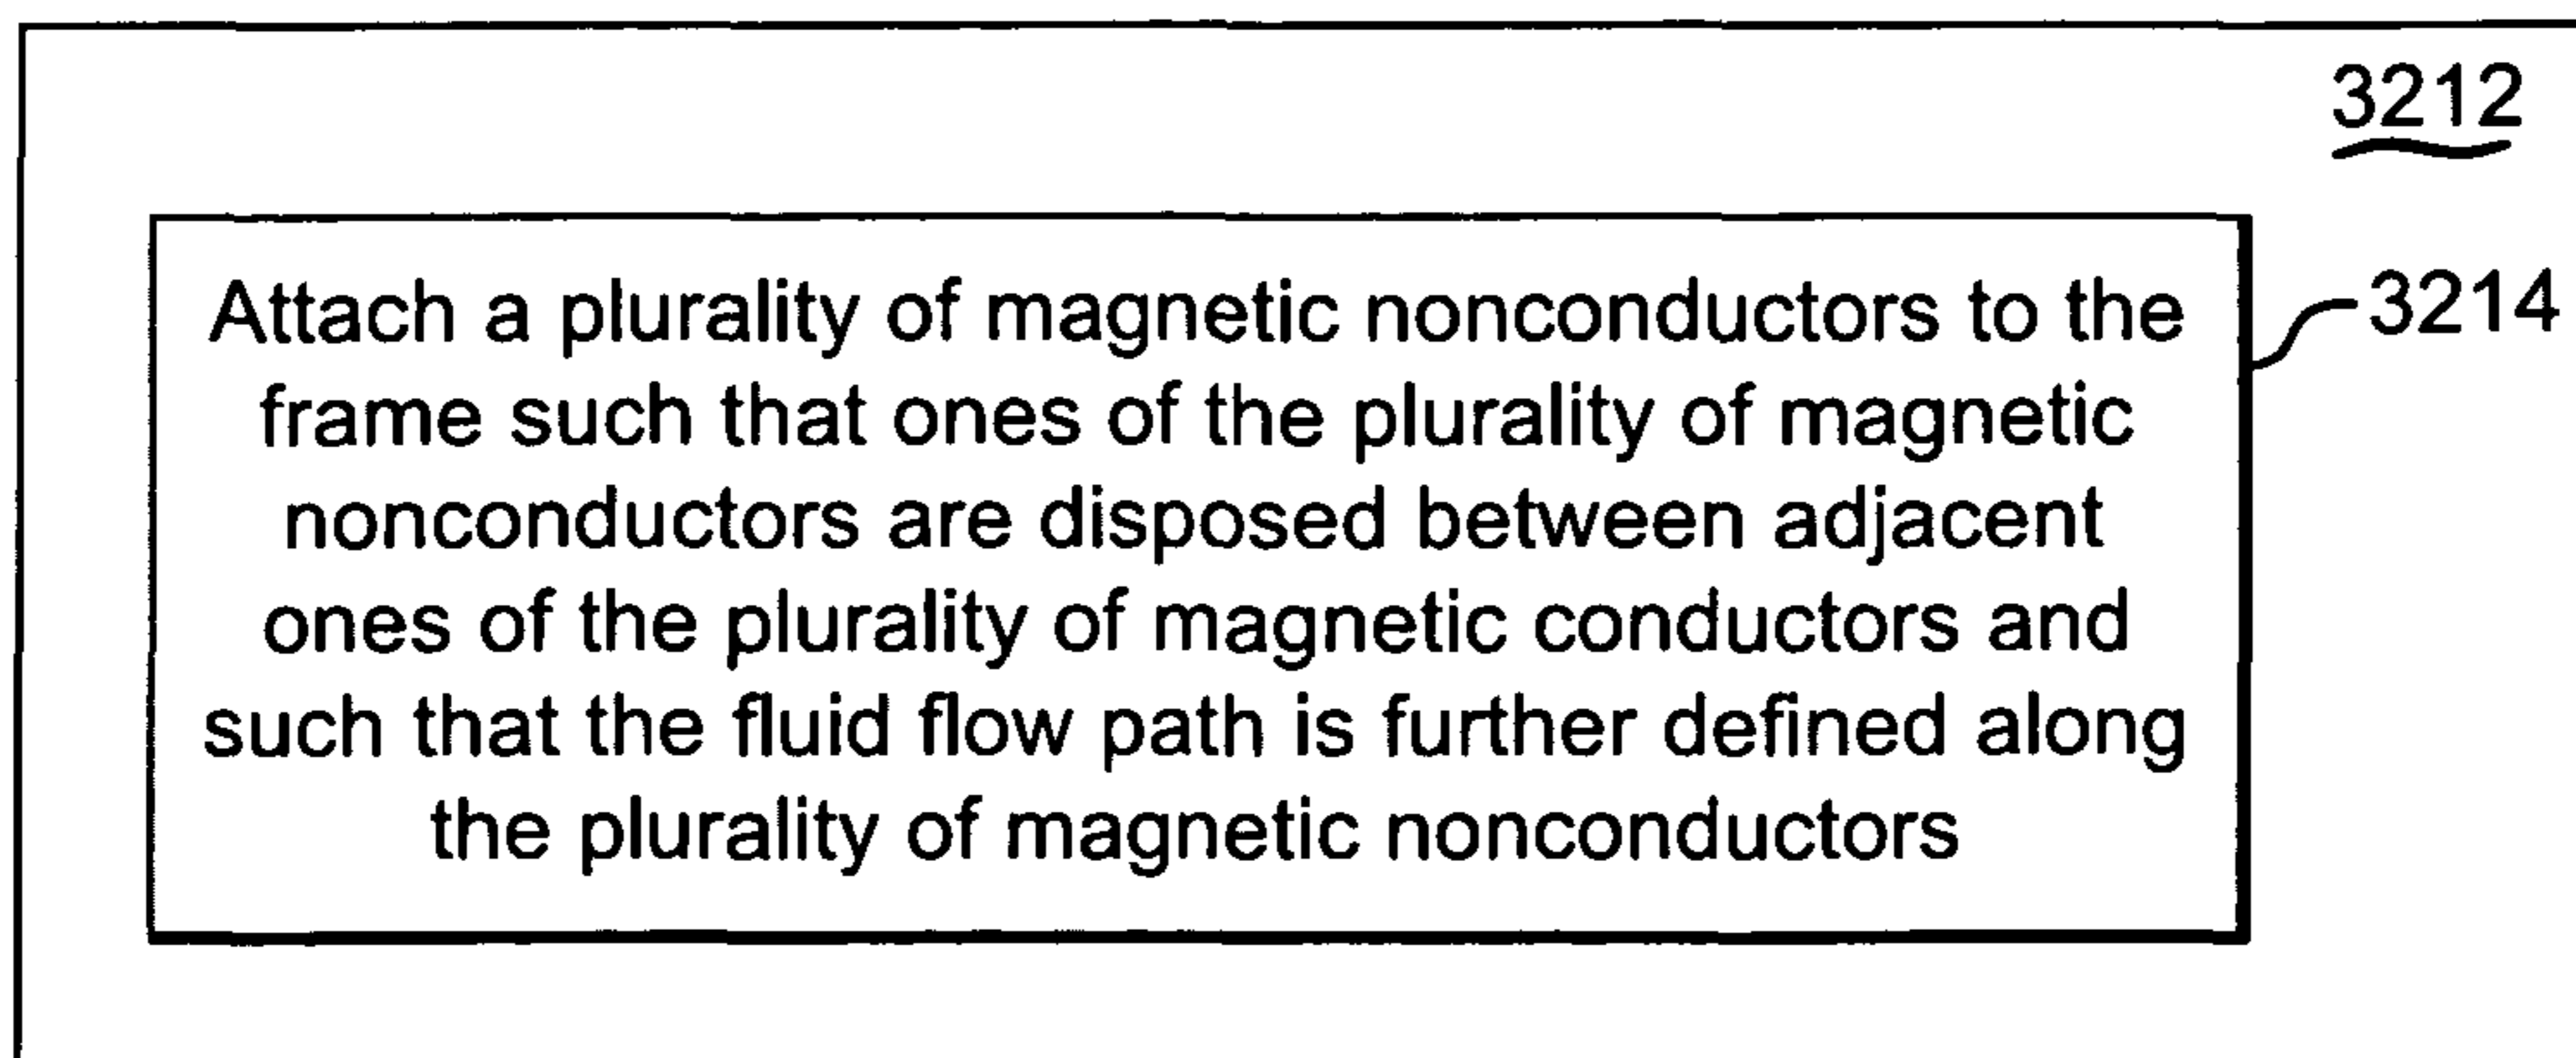 3212
Attach a plurality of magnetic nonconductors to the
frame such that ones of the plurality of magnetic
nonconductors are disposed between adjacent
ones of the plurality of magnetic conductors and
such that the fluid flow path is further defined along
the plurality of magnetic nonconductors
3214